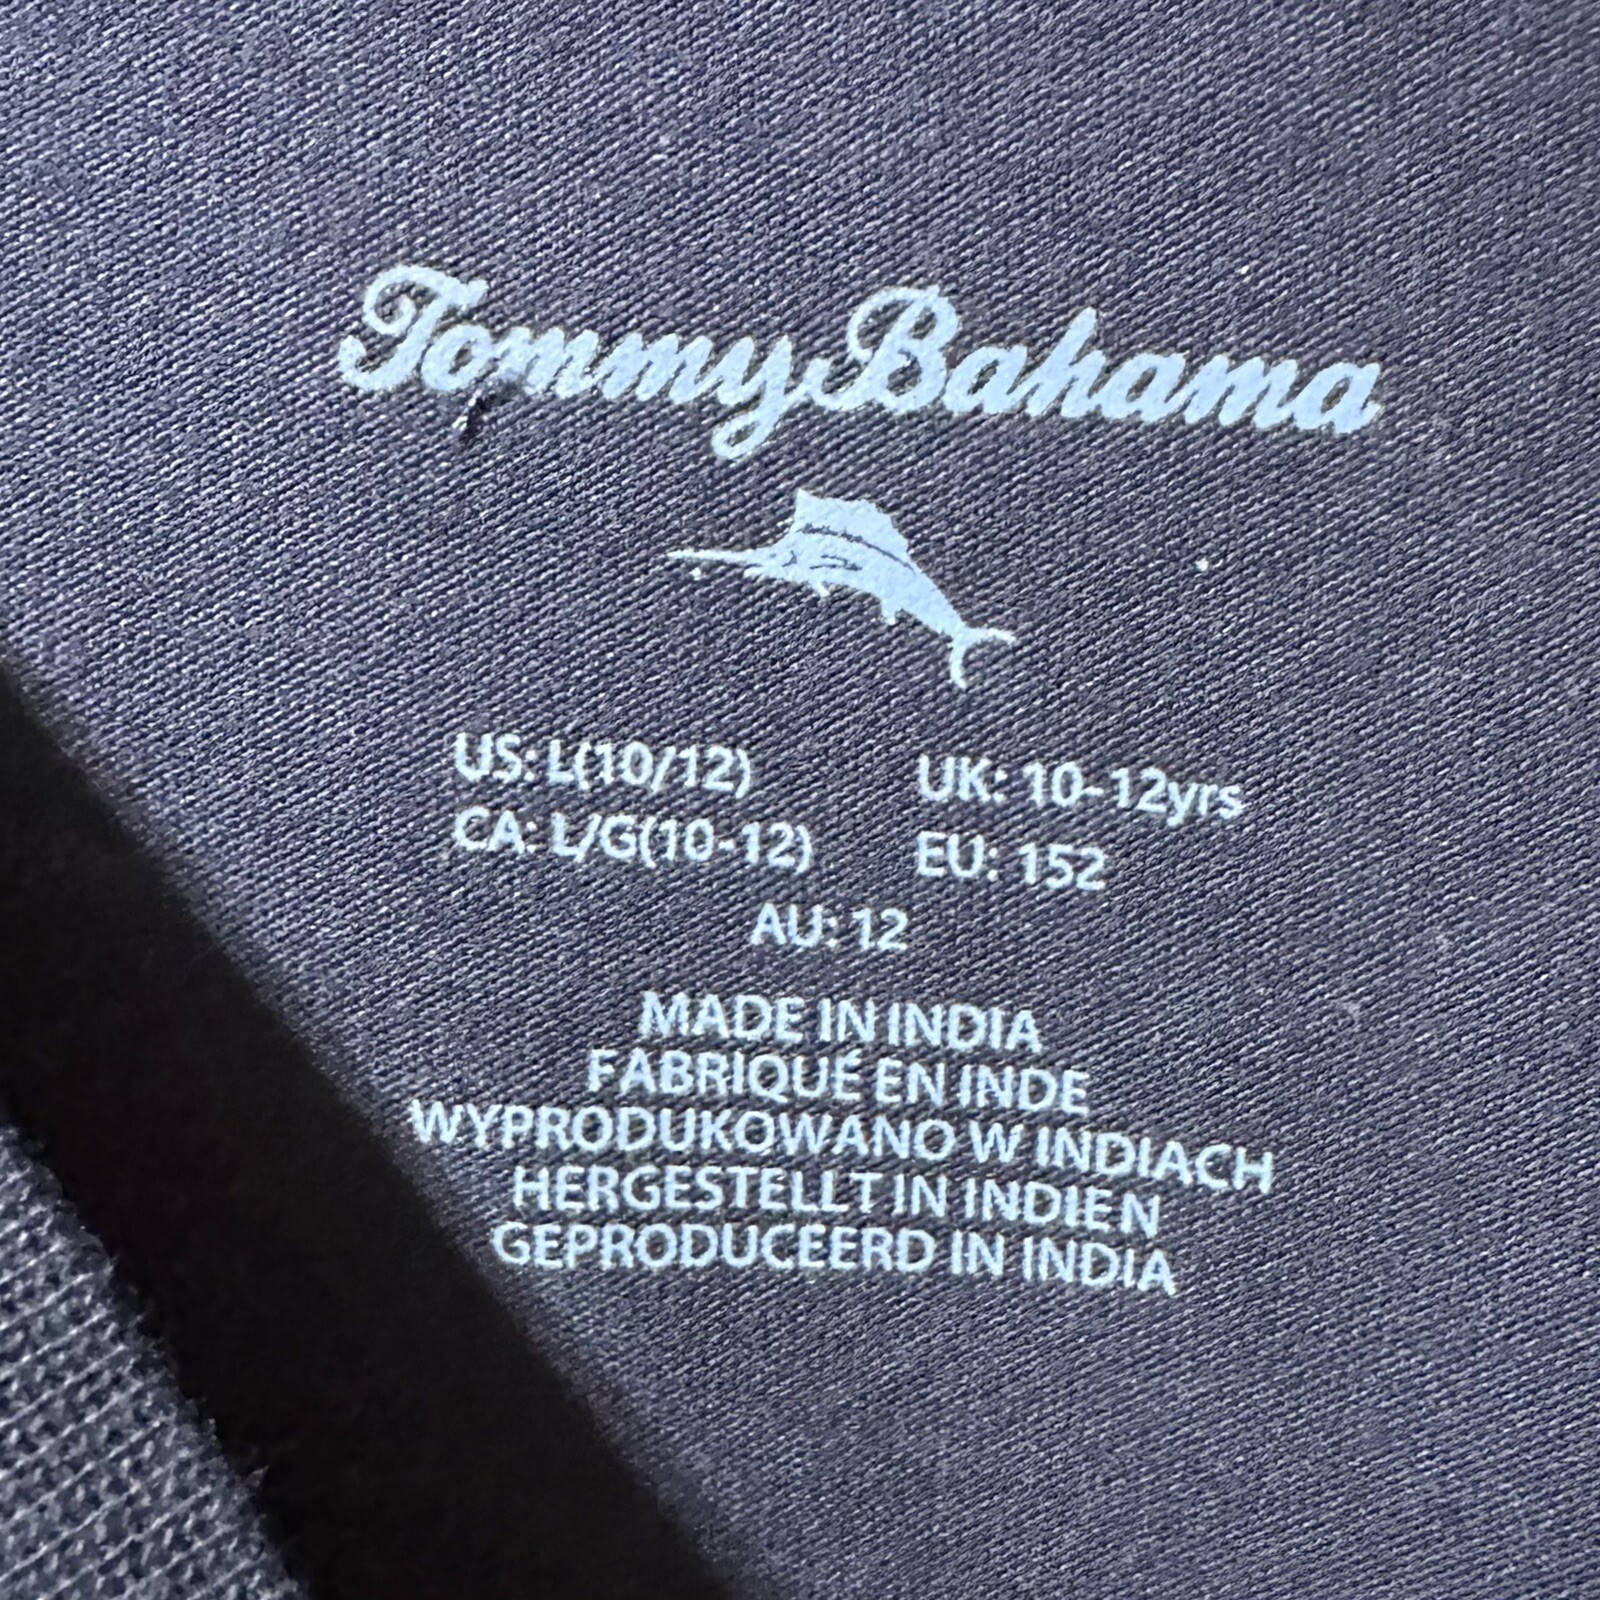 Tommy Bahama
US: L(10/12) UK: 10-12yrs
CA: L/G(10-12) EU: 152
AU: 12
MADE IN INDIA
FABRIQUÉ EN INDE
WYPRODUKOWANO W INDIACH
HERGESTELLT IN INDIEN
GEPRODUCEERD IN INDIA